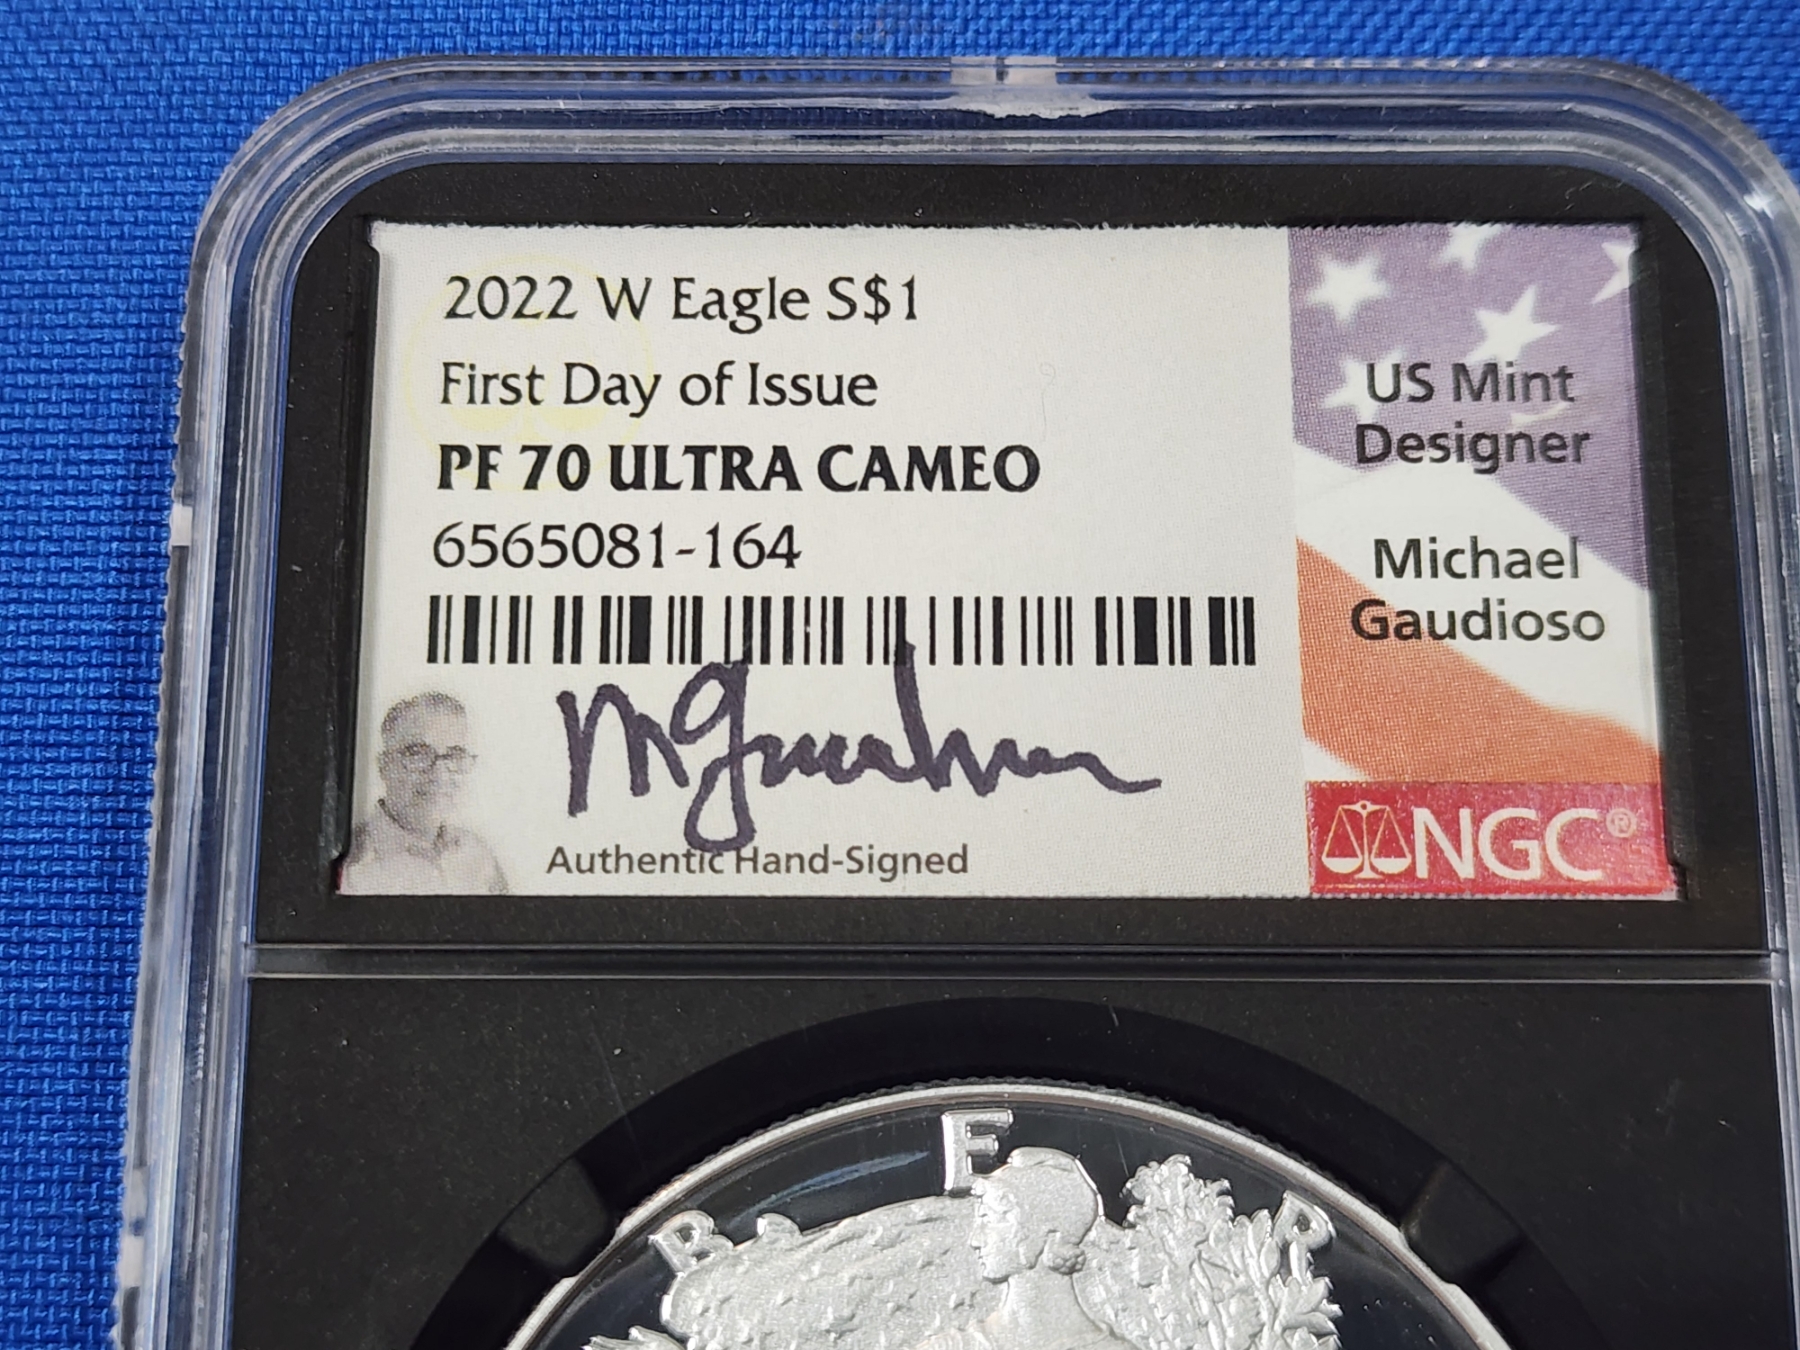 2022 W Eagle S$1
First Day of Issue
PF 70 ULTRA CAMEO
6565081-164
Authentic Hand-Signed
US Mint
Designer
Michael
Gaudioso
NGC®